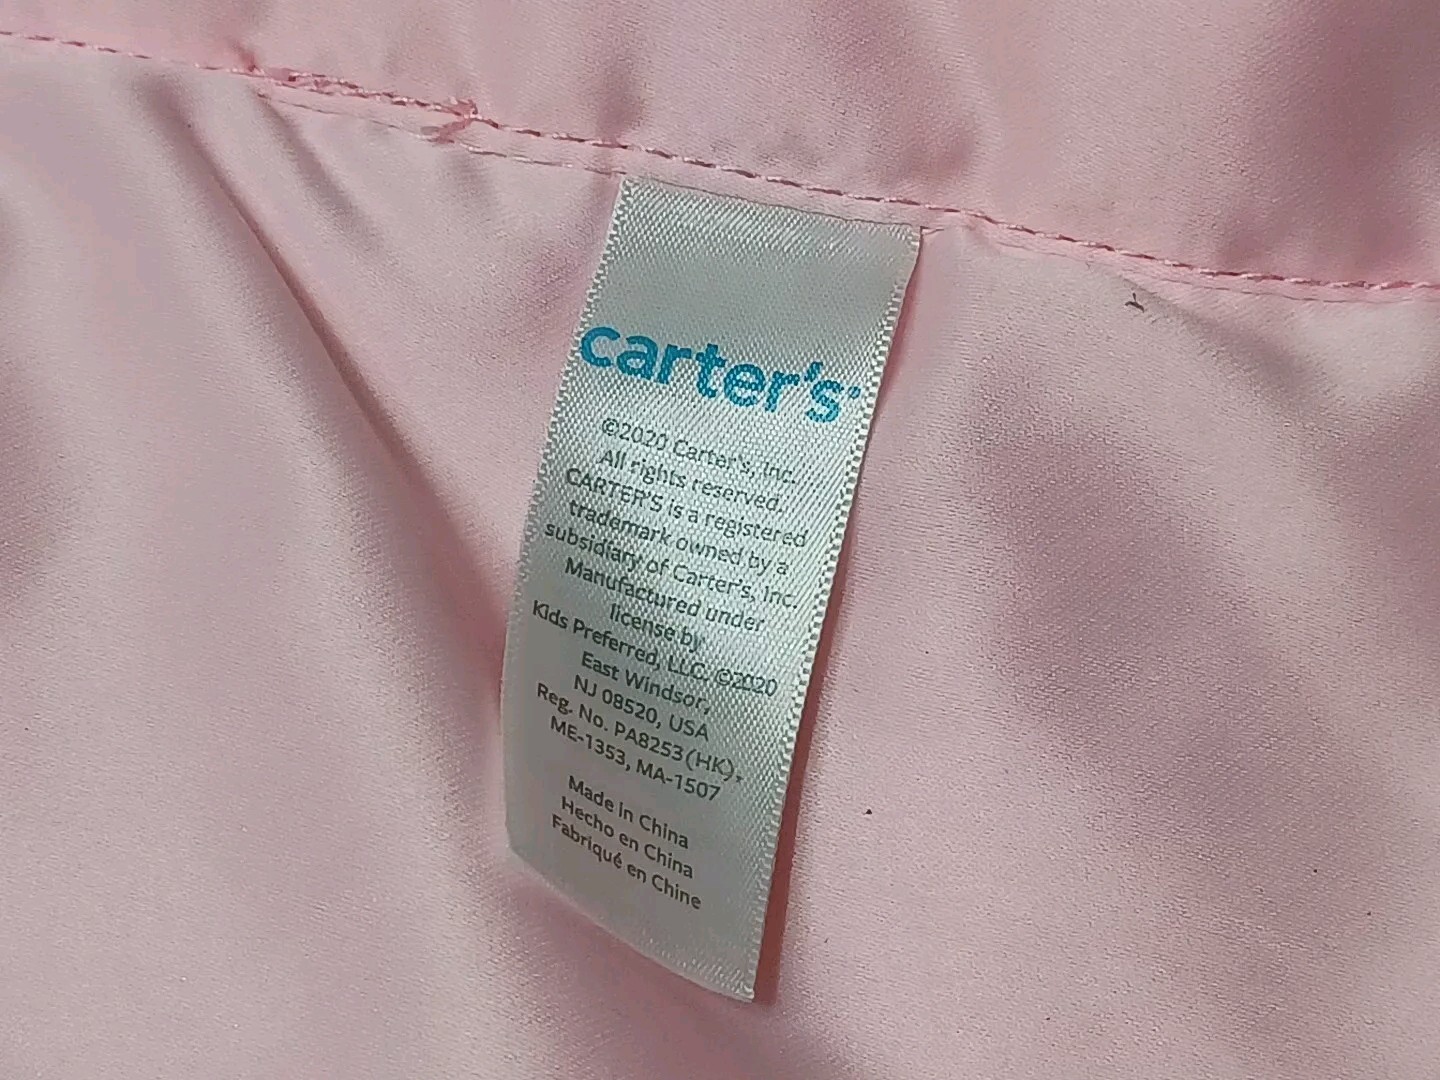 carter's®
©2020 Carter's, Inc.
All rights reserved.
CARTER'S is a registered
trademark owned by a
subsidiary of Carter's, Inc.
Manufactured under
license by
Kids Preferred, LLC. ©2020
East Windsor,
NJ 08520, USA
Reg. No. PA8253(HK),
ME-1353, MA-1507
Made in China
Hecho en China
Fabriqué en Chine